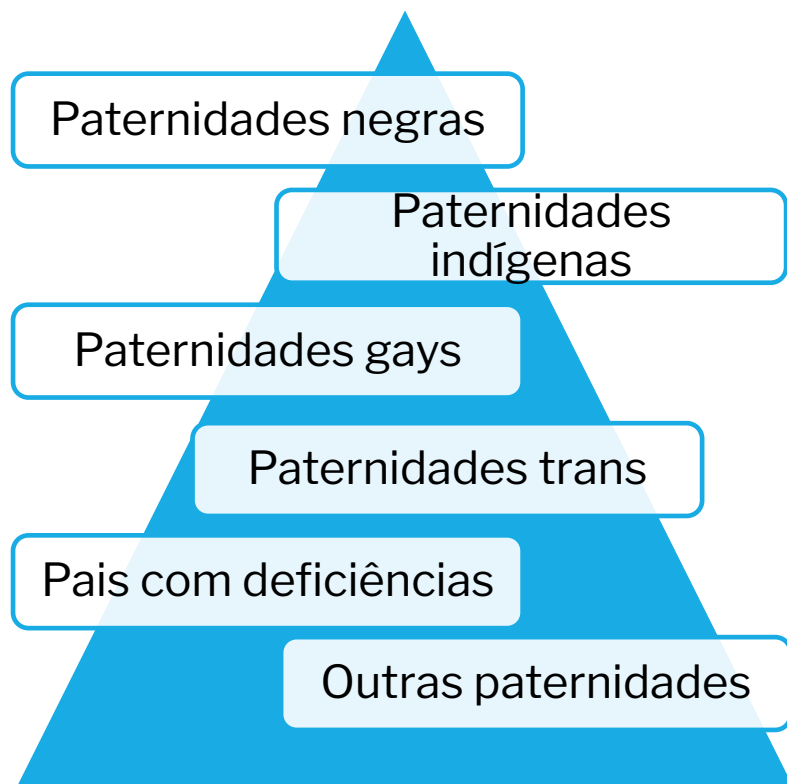 Paternidades negras
Paternidades
indígenas
Paternidades gays
Paternidades trans
Pais com deficiências
Outras paternidades